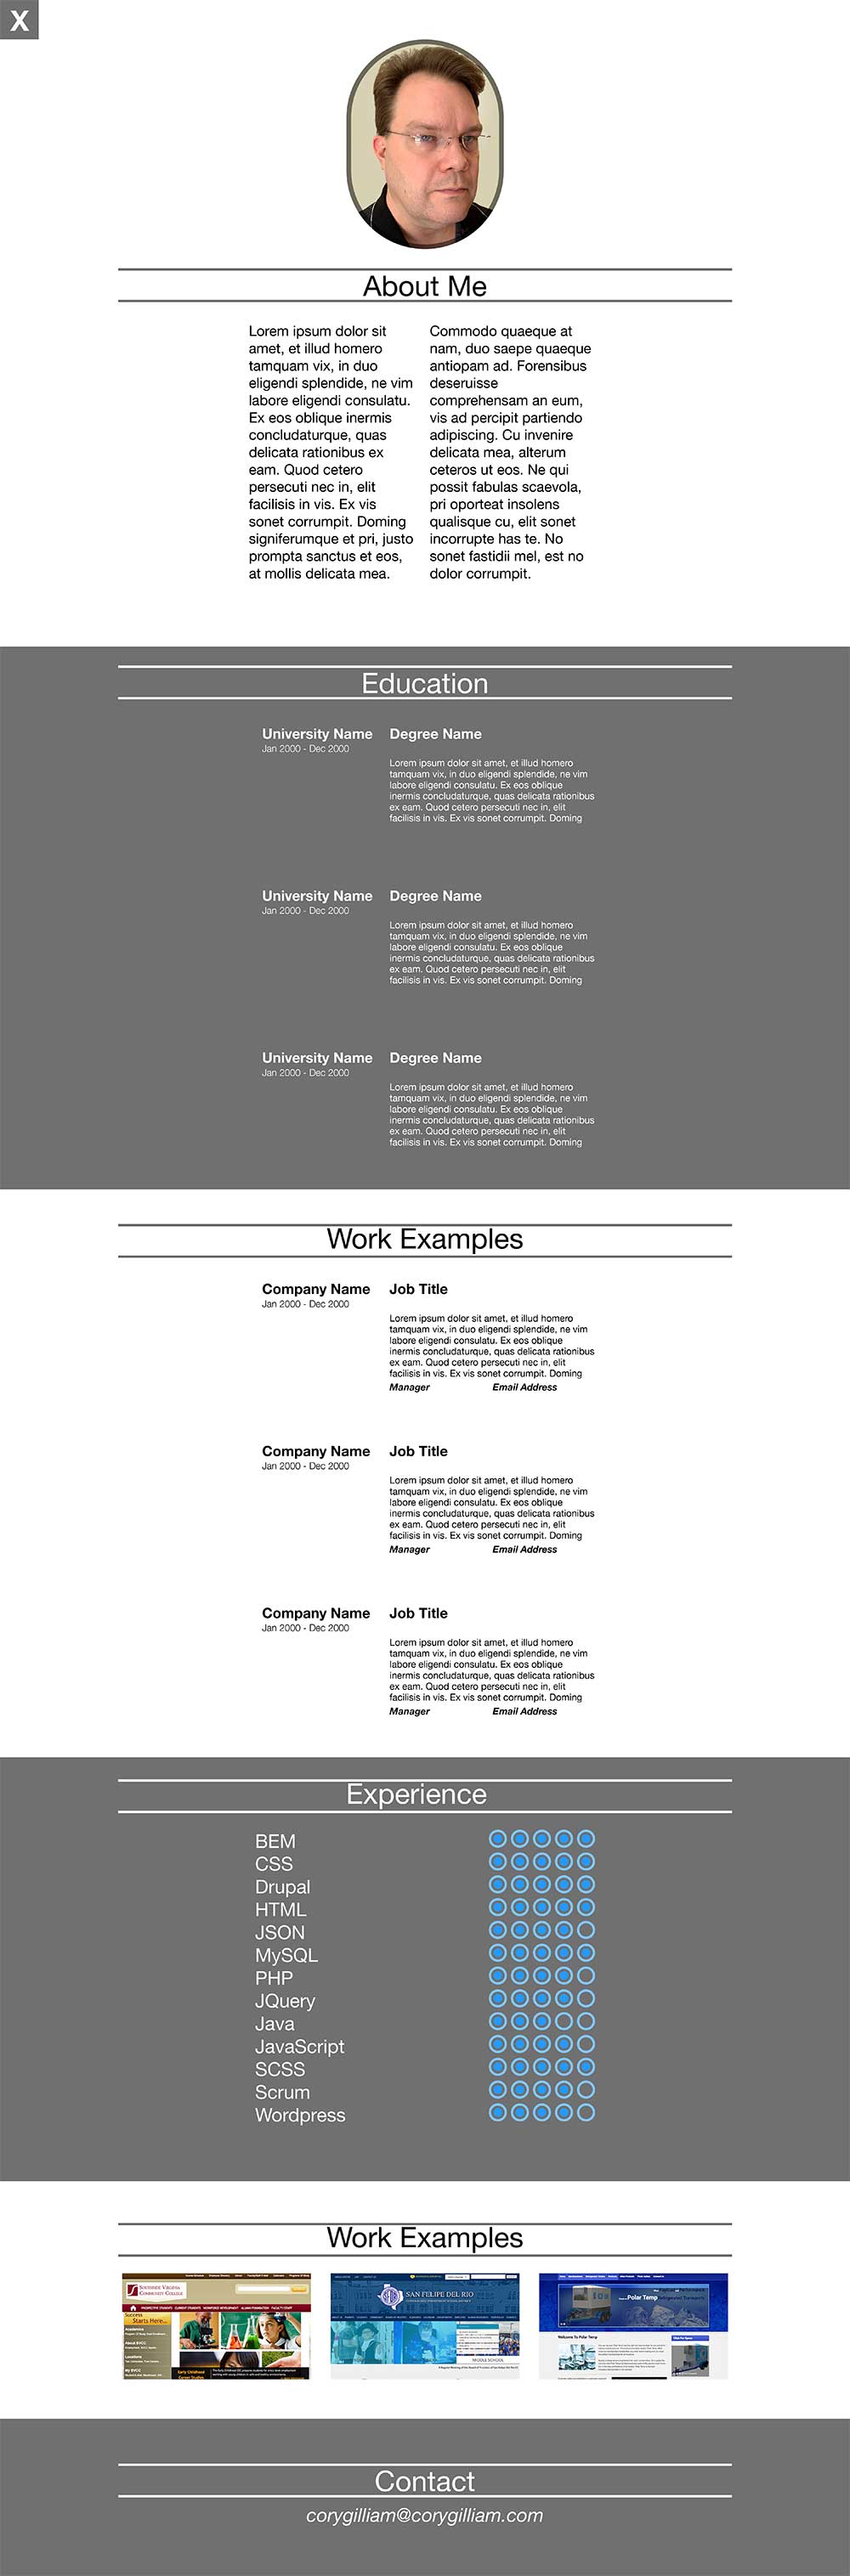 X
About Me
Lorem ipsum dolor sit
amet, et illud homero
tamquam vix, in duo
eligendi splendide, ne vim
labore eligendi consulatu.
Ex eos oblique inermis
concludaturque, quas
delicata rationibus ex
eam. Quod cetero
persecuti nec in, elit
facilisis in vis. Ex vis
sonet corrumpit. Doming
signiferumque et pri, justo
prompta sanctus et eos,
at mollis delicata mea.
Commodo quaeque at
nam, duo saepe quaeque
antiopam ad. Forensibus
deseruisse
comprehensam an eum,
vis ad percipit partiendo
adipiscing. Cu invenire
delicata mea, alterum
ceteros ut eos. Ne qui
possit fabulas scaevola,
pri oporteat insolens
qualisque cu, elit sonet
incorrupte has te. No
sonet fastidii mel, est no
dolor corrumpit.
Education
University Name Degree Name
Jan 2000 - Dec 2000
Lorem ipsum dolor sit amet, et illud homero
tamquam vix, in duo eligendi splendide, ne vim
labore eligendi consulatu. Ex eos oblique
inermis concludaturque, quas delicata rationibus
ex eam. Quod cetero persecuti nec in, elit
facilisis in vis. Ex vis sonet corrumpit. Doming
University Name Degree Name
Jan 2000 - Dec 2000
Lorem ipsum dolor sit amet, et illud homero
tamquam vix, in duo eligendi splendide, ne vim
labore eligendi consulatu. Ex eos oblique
inermis concludaturque, quas delicata rationibus
ex eam. Quod cetero persecuti nec in, elit
facilisis in vis. Ex vis sonet corrumpit. Doming
University Name Degree Name
Jan 2000 - Dec 2000
Lorem ipsum dolor sit amet, et illud homero
tamquam vix, in duo eligendi splendide, ne vim
labore eligendi consulatu. Ex eos oblique
inermis concludaturque, quas delicata rationibus
ex eam. Quod cetero persecuti nec in, elit
facilisis in vis. Ex vis sonet corrumpit. Doming
Work Examples
Company Name Job Title
Jan 2000 - Dec 2000
Lorem ipsum dolor sit amet, et illud homero
tamquam vix, in duo eligendi splendide, ne vim
labore eligendi consulatu. Ex eos oblique
inermis concludaturque, quas delicata rationibus
ex eam. Quod cetero persecuti nec in, elit
facilisis in vis. Ex vis sonet corrumpit. Doming
Manager Email Address
Company Name Job Title
Jan 2000 - Dec 2000
Lorem ipsum dolor sit amet, et illud homero
tamquam vix, in duo eligendi splendide, ne vim
labore eligendi consulatu. Ex eos oblique
inermis concludaturque, quas delicata rationibus
ex eam. Quod cetero persecuti nec in, elit
facilisis in vis. Ex vis sonet corrumpit. Doming
Manager Email Address
Company Name Job Title
Jan 2000 - Dec 2000
Lorem ipsum dolor sit amet, et illud homero
tamquam vix, in duo eligendi splendide, ne vim
labore eligendi consulatu. Ex eos oblique
inermis concludaturque, quas delicata rationibus
ex eam. Quod cetero persecuti nec in, elit
facilisis in vis. Ex vis sonet corrumpit. Doming
Manager Email Address
Experience
BEM
CSS
Drupal
HTML
JSON
MySQL
PHP
JQuery
Java
JavaScript
SCSS
Scrum
Wordpress
Work Examples
Southside Virginia
Community College
Success
Starts Here...
Academics
About SVCC
Locations
My SVCC
Early Childhood
SAN FELIPE DEL RIO
MIDDLE SCHOOL
Polar Temp
Welcome To Polar Temp
Contact
corygilliam@corygilliam.com